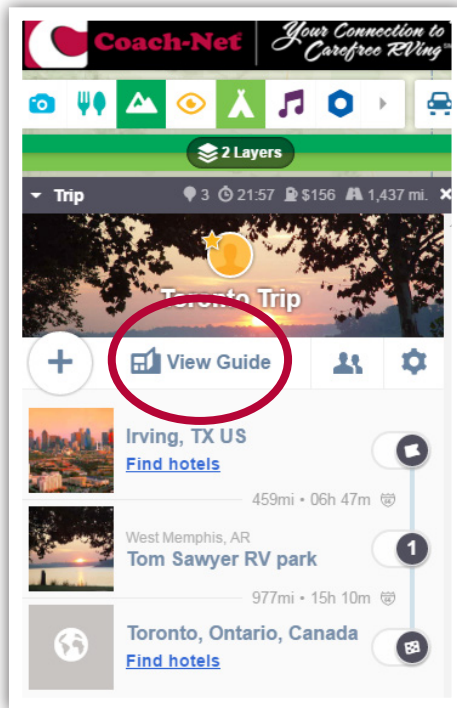 Coach-Net
Your Connection to
Carefree RVing
2 Layers
Trip 3 21:57 $156 1,437 mi. ×
Toronto Trip
+ View Guide
Irving, TX US
Find hotels
459mi • 06h 47m
West Memphis, AR
Tom Sawyer RV park
1
977mi • 15h 10m
Toronto, Ontario, Canada
Find hotels